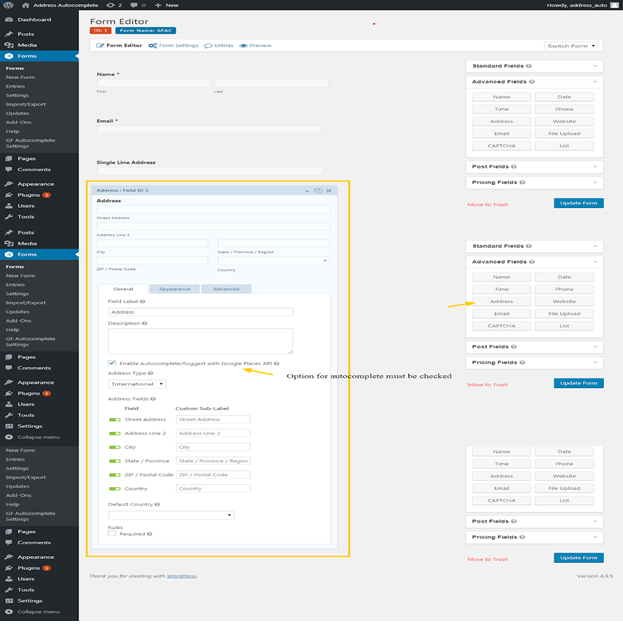 Address Autocomplete 2 0 New Howdy, address_auto
Dashboard
Posts
Media
Forms
Forms
New Form
Entries
Settings
Import/Export
Updates
Add-Ons
Help
GF Autocomplete
Settings
Pages
Comments
Appearance
Plugins 1
Users
Tools
Posts
Media
Forms
Forms
New Form
Entries
Settings
Import/Export
Updates
Add-Ons
Help
GF Autocomplete
Settings
Pages
Comments
Appearance
Plugins 1
Users
Tools
Settings
Collapse menu
New Form
Entries
Settings
Import/Export
Updates
Add-Ons
Help
GF Autocomplete
Settings
Pages
Comments
Appearance
Plugins 1
Users
Tools
Settings
Collapse menu
Form Editor
ID: 1 Form Name: GFAC
Form Editor Form Settings Entries Preview Switch Form
Name *
First Last
Email *
Single Line Address
Address : Field ID 3
Address
Street Address
Address Line 2
City State / Province / Region
ZIP / Postal Code Country
General Appearance Advanced
Field Label
Address
Description
Enable Autocomplete/Suggest with Google Places API
Option for autocomplete must be checked
Address Type
International
Address Fields
Field Custom Sub-Label
Street Address Street Address
Address Line 2 Address Line 2
City City
State / Province State / Province / Region
ZIP / Postal Code ZIP / Postal Code
Country Country
Default Country
Rules
Required
Thank you for creating with WordPress.
Standard Fields
Advanced Fields
Name Date
Time Phone
Address Website
Email File Upload
CAPTCHA List
Post Fields
Pricing Fields
Move to Trash Update Form
Standard Fields
Advanced Fields
Name Date
Time Phone
Address Website
Email File Upload
CAPTCHA List
Post Fields
Pricing Fields
Move to Trash Update Form
Name Date
Time Phone
Address Website
Email File Upload
CAPTCHA List
Post Fields
Pricing Fields
Move to Trash Update Form
Version 4.9.5